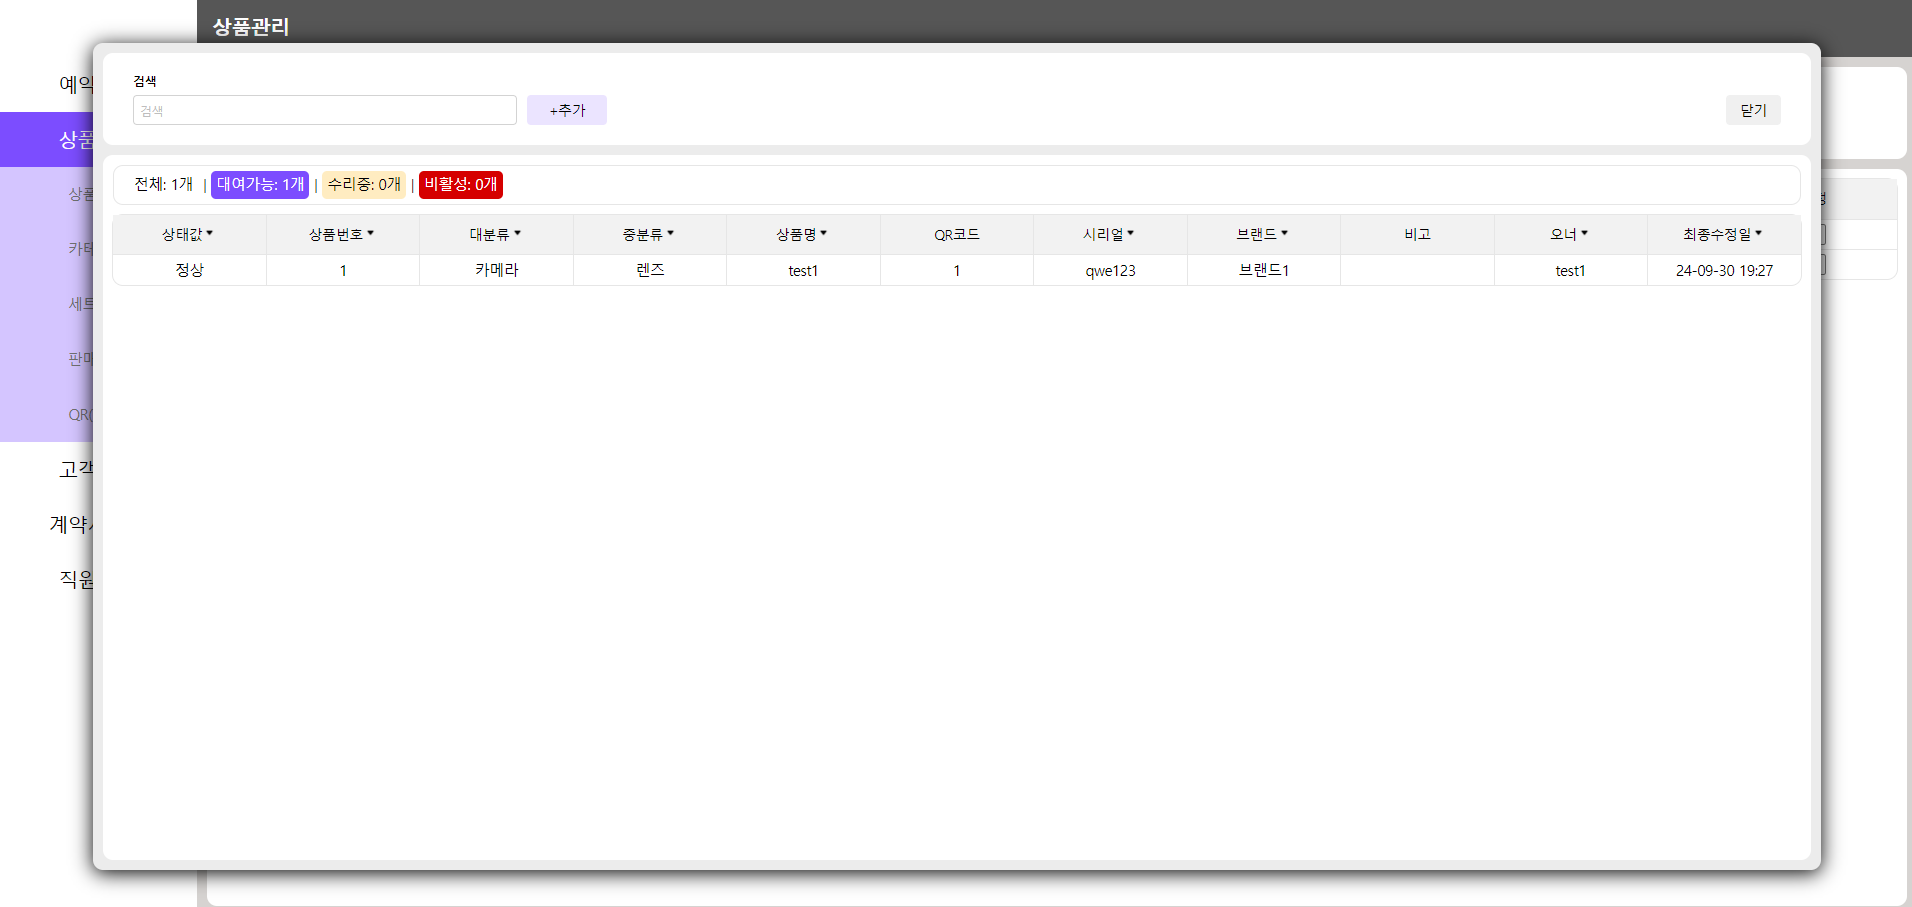 상품관리
예약
상품
상품
카테
세트
판매
QR(
고객
계약
직원
검색
검색
+추가
닫기
전체: 1개 | 대여가능: 1개 | 수리중: 0개 | 비활성: 0개
상태값▼ 상품번호▼ 대분류▼ 중분류▼ 상품명▼ QR코드 시리얼▼ 브랜드▼ 비고 오너▼ 최종수정일▼
정상 1 카메라 렌즈 test1 1 qwe123 브랜드1 test1 24-09-30 19:27